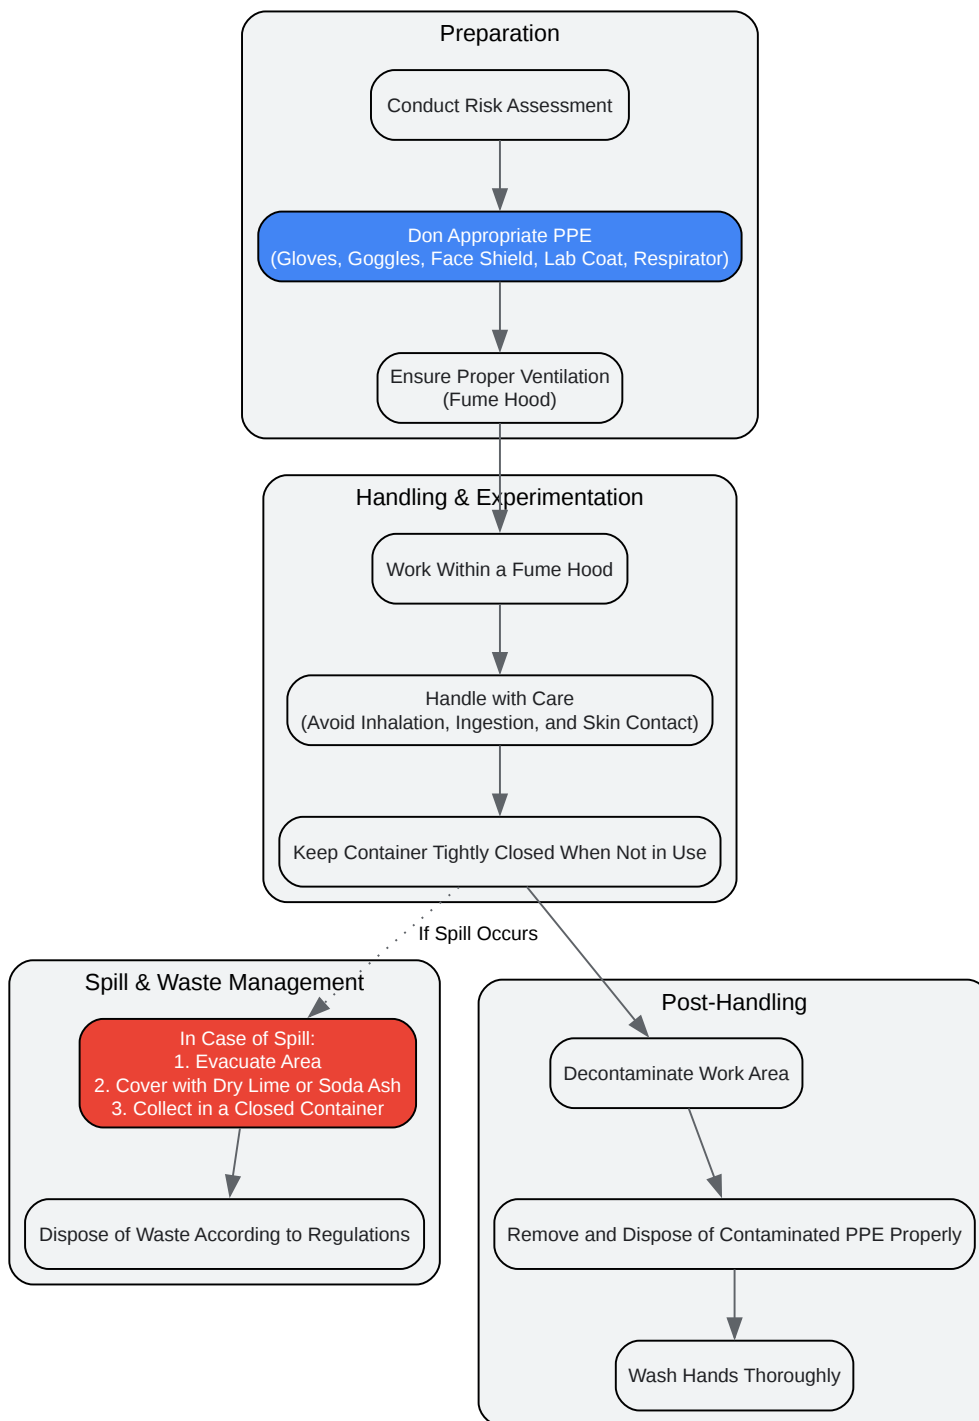 Preparation
Conduct Risk Assessment
Don Appropriate PPE
(Gloves, Goggles, Face Shield, Lab Coat, Respirator)
Ensure Proper Ventilation
(Fume Hood)
Handling & Experimentation
Work Within a Fume Hood
Handle with Care
(Avoid Inhalation, Ingestion, and Skin Contact)
Keep Container Tightly Closed When Not in Use
If Spill Occurs
Spill & Waste Management
In Case of Spill:
1. Evacuate Area
2. Cover with Dry Lime or Soda Ash
3. Collect in a Closed Container
Dispose of Waste According to Regulations
Post-Handling
Decontaminate Work Area
Remove and Dispose of Contaminated PPE Properly
Wash Hands Thoroughly